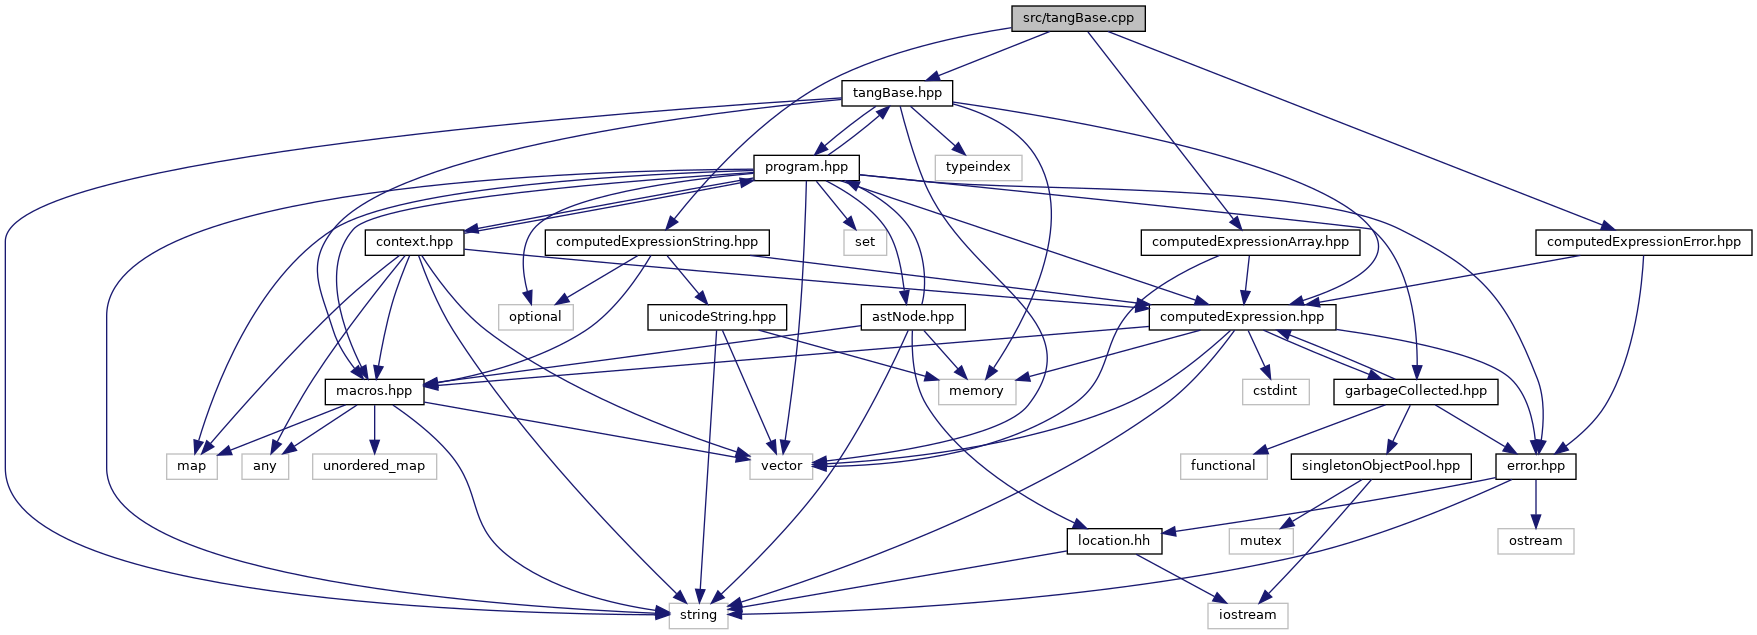 src/tangBase.cpp
tangBase.hpp
program.hpp
typeindex
context.hpp
computedExpressionString.hpp
set
computedExpressionArray.hpp
computedExpressionError.hpp
optional
unicodeString.hpp
astNode.hpp
computedExpression.hpp
macros.hpp
memory
cstdint
garbageCollected.hpp
map
any
unordered_map
vector
functional
singletonObjectPool.hpp
error.hpp
location.hh
mutex
ostream
string
iostream